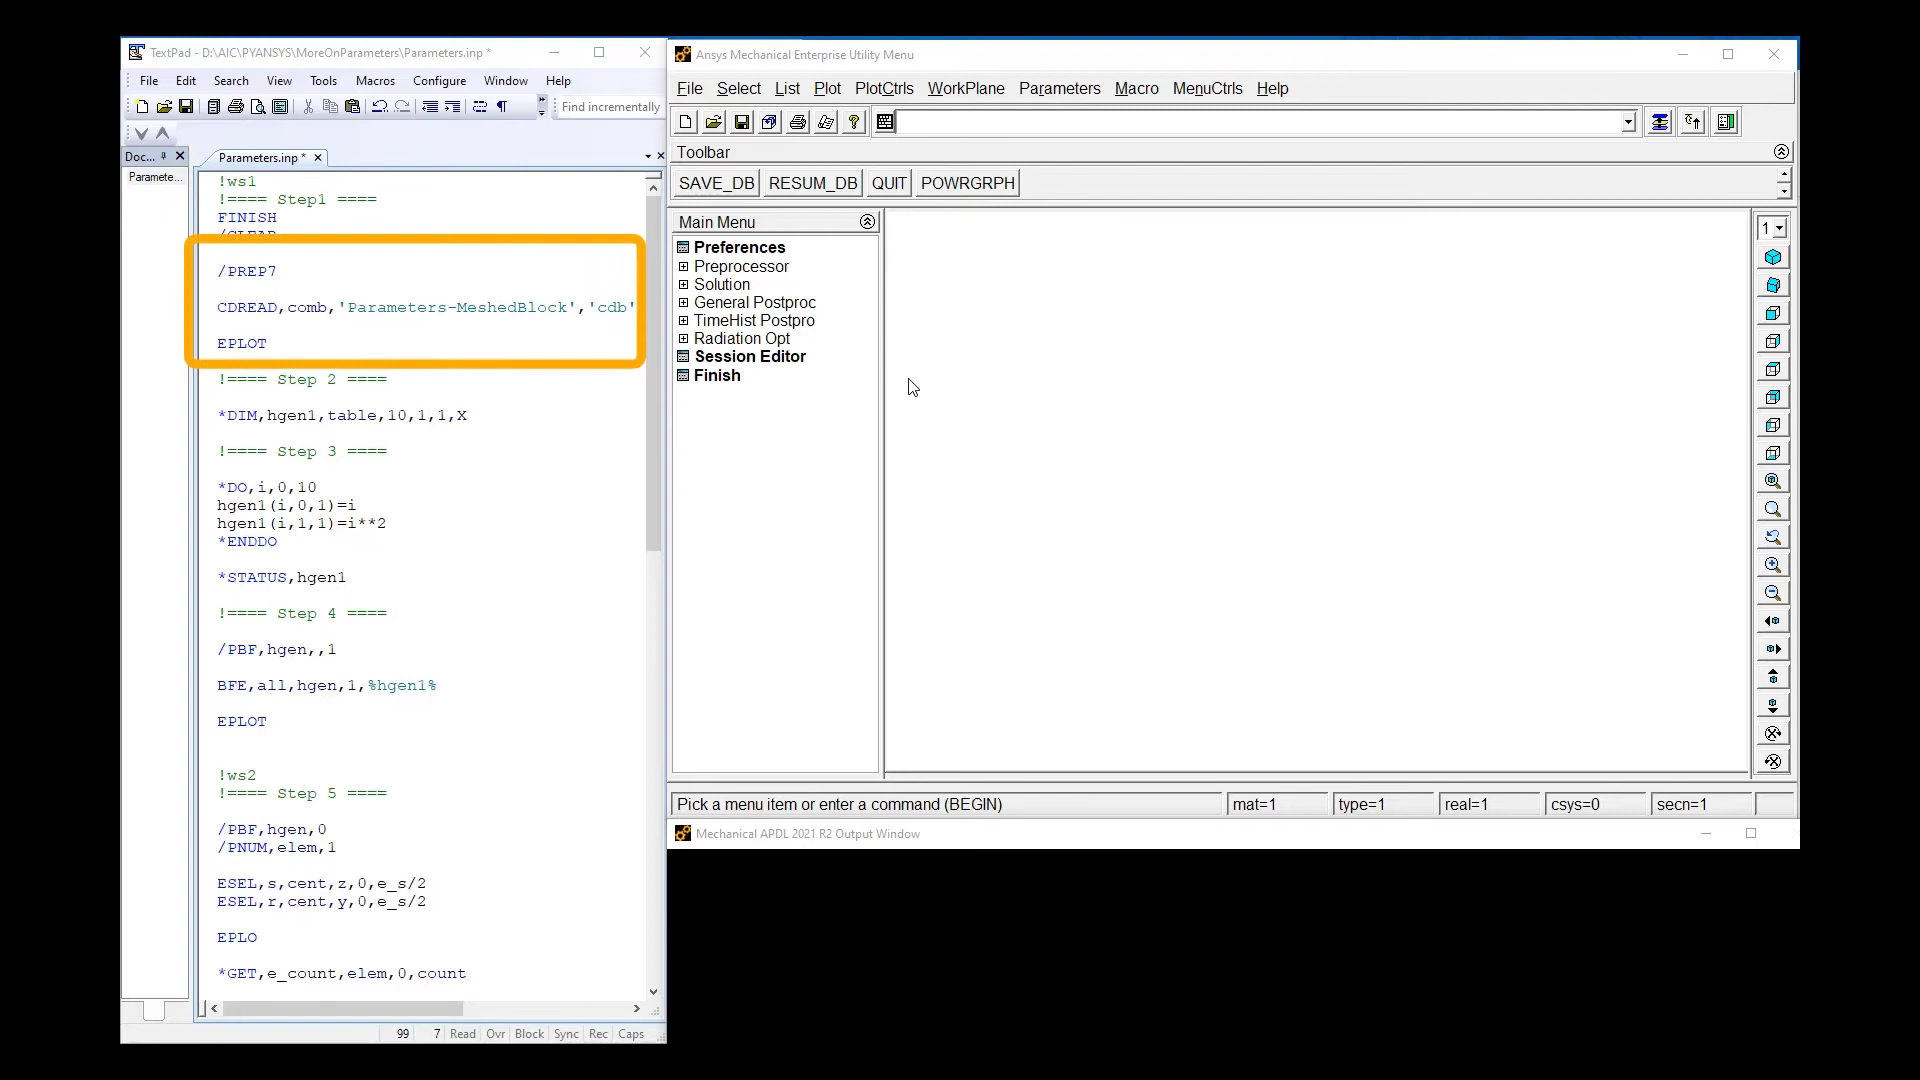 TextPad - D:\AIC\PYANSYS\MoreOnParameters\Parameters.inp *
File Edit Search View Tools Macros Configure Window Help
Find incrementally
Doc...
Parameters.inp *
Paramete...
!ws1
!==== Step1 ====
FINISH
/CLEAR
/PREP7
CDREAD,comb,'Parameters-MeshedBlock','cdb'
EPLOT
!==== Step 2 ====
*DIM,hgen1,table,10,1,1,X
!==== Step 3 ====
*DO,i,0,10
hgen1(i,0,1)=i
hgen1(i,1,1)=i**2
*ENDDO
*STATUS,hgen1
!==== Step 4 ====
/PBF,hgen,,1
BFE,all,hgen,1,%hgen1%
EPLOT
!ws2
!==== Step 5 ====
/PBF,hgen,0
/PNUM,elem,1
ESEL,s,cent,z,0,e_s/2
ESEL,r,cent,y,0,e_s/2
EPLO
*GET,e_count,elem,0,count
99 7 Read Ovr Block Sync Rec Caps
Ansys Mechanical Enterprise Utility Menu
File Select List Plot PlotCtrls WorkPlane Parameters Macro MenuCtrls Help
Toolbar
SAVE_DB RESUM_DB QUIT POWRGRPH
Main Menu
Preferences
Preprocessor
Solution
General Postproc
TimeHist Postpro
Radiation Opt
Session Editor
Finish
1
Pick a menu item or enter a command (BEGIN) mat=1 type=1 real=1 csys=0 secn=1
Mechanical APDL 2021 R2 Output Window